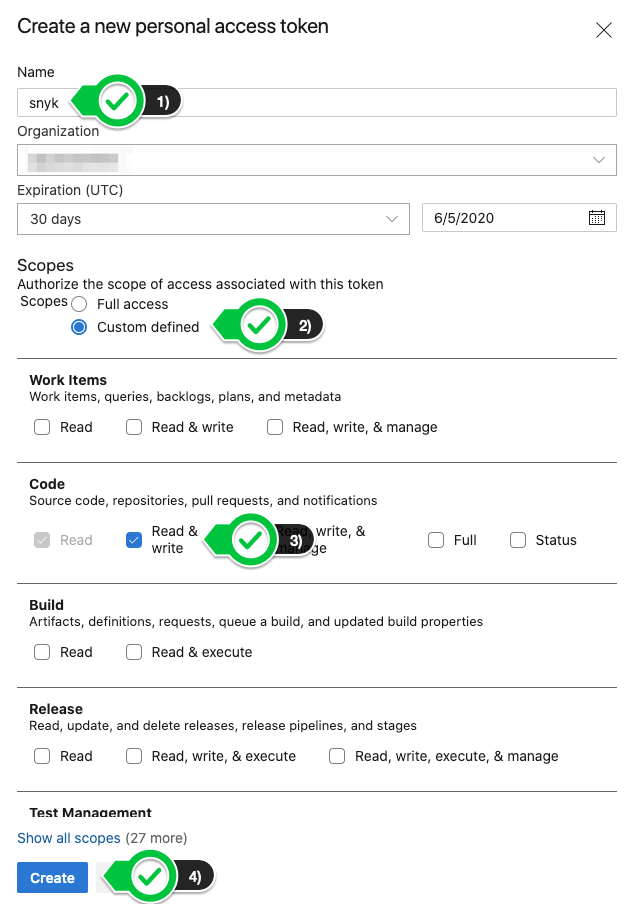 Create a new personal access token
Name
snyk
1)
Organization
Expiration (UTC)
30 days
6/5/2020
Scopes
Authorize the scope of access associated with this token
Scopes
Full access
Custom defined
2)
Work Items
Work items, queries, backlogs, plans, and metadata
Read
Read & write
Read, write, & manage
Code
Source code, repositories, pull requests, and notifications
Read
Read &
write
3)
Read, write, &
manage
Full
Status
Build
Artifacts, definitions, requests, queue a build, and updated build properties
Read
Read & execute
Release
Read, update, and delete releases, release pipelines, and stages
Read
Read, write, & execute
Read, write, execute, & manage
Test Management
Show all scopes (27 more)
Create
4)